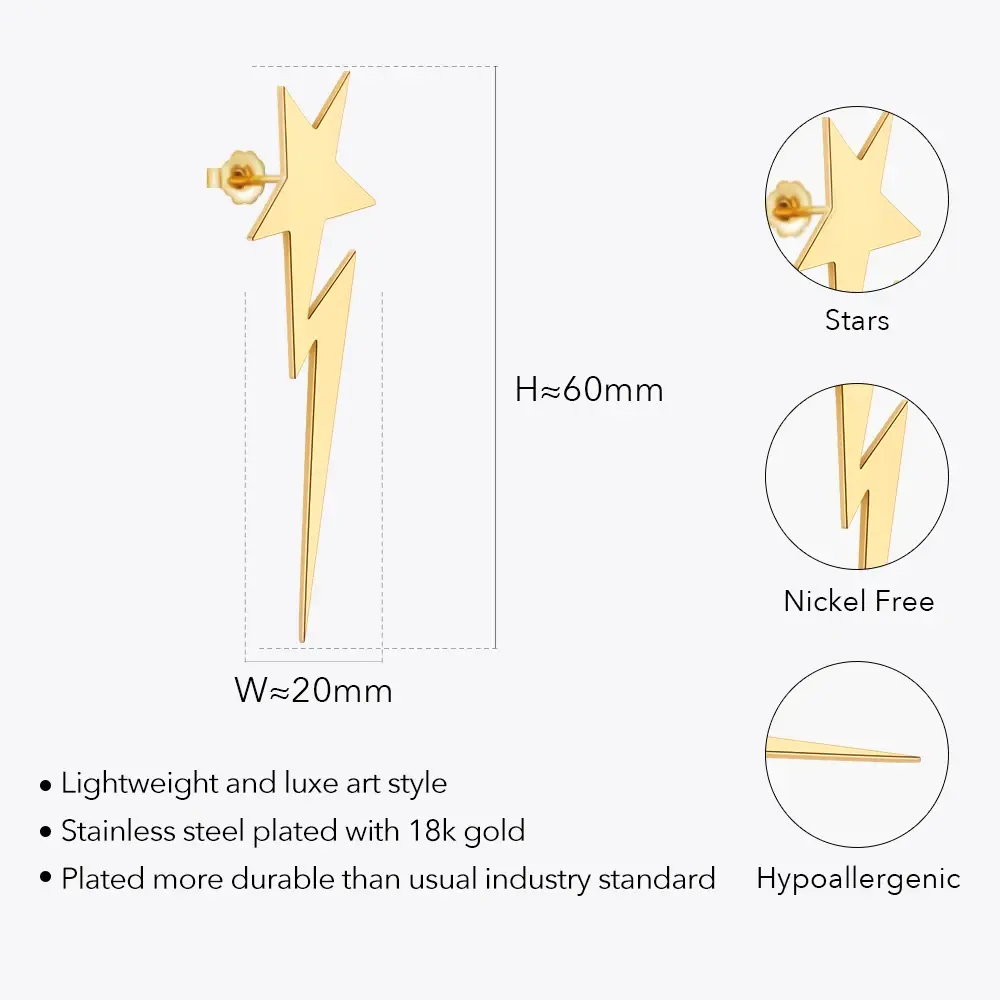 Stars
H≈60mm
Nickel Free
W≈20mm
• Lightweight and luxe art style
• Stainless steel plated with 18k gold
• Plated more durable than usual industry standard
Hypoallergenic